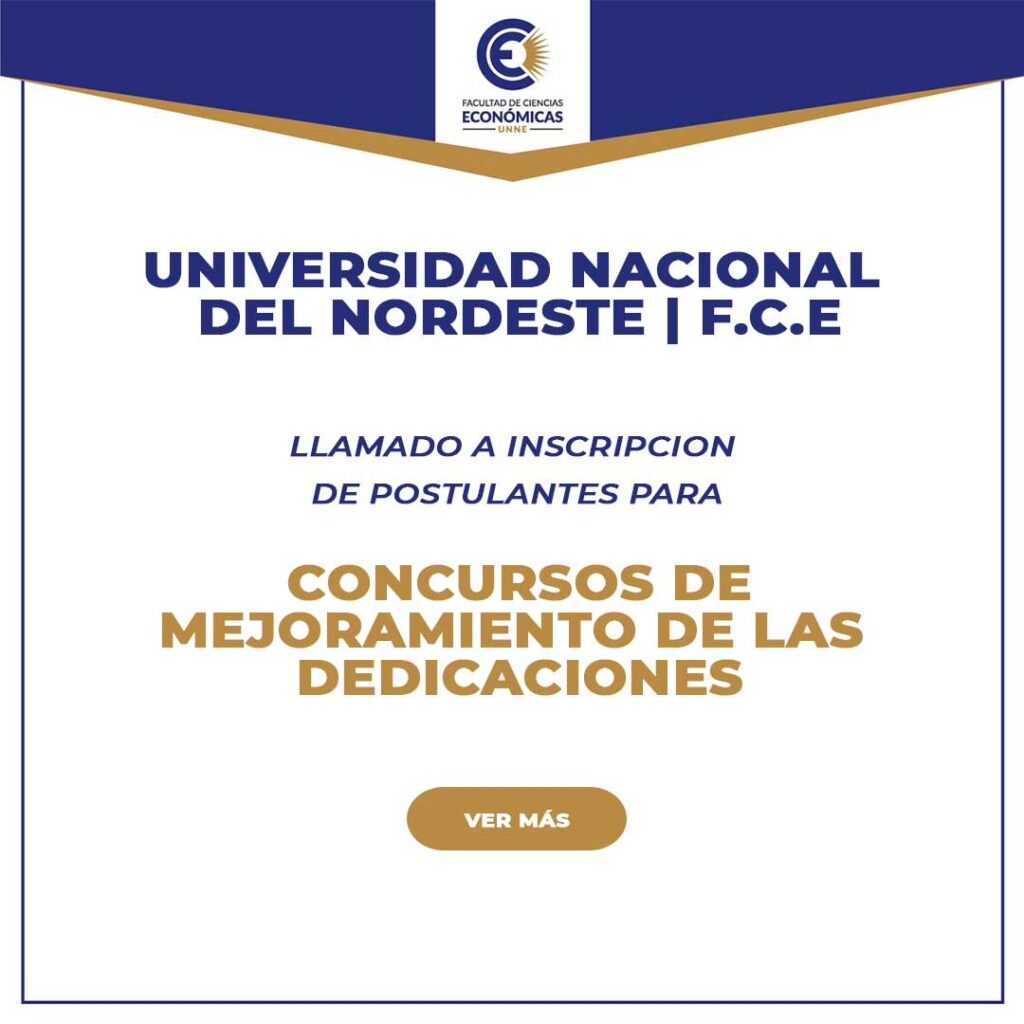 FACULTAD DE CIENCIAS
ECONÓMICAS
UNNE
UNIVERSIDAD NACIONAL
DEL NORDESTE | F.C.E
LLAMADO A INSCRIPCION
DE POSTULANTES PARA
CONCURSOS DE
MEJORAMIENTO DE LAS
DEDICACIONES
VER MÁS